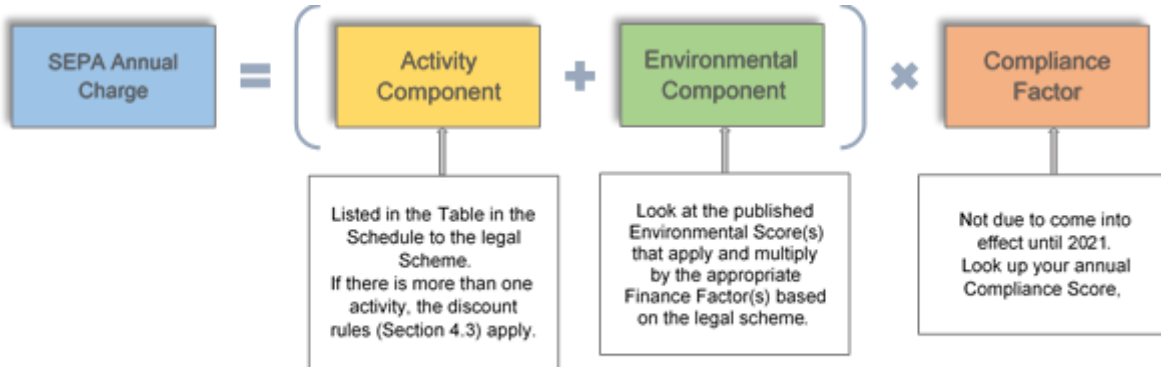 SEPA Annual
Charge
=
(
Activity
Component
+
Environmental
Component
)
×
Compliance
Factor
Listed in the Table in the
Schedule to the legal
Scheme.
If there is more than one
activity, the discount
rules (Section 4.3) apply.
Look at the published
Environmental Score(s)
that apply and multiply
by the appropriate
Finance Factor(s) based
on the legal scheme.
Not due to come into
effect until 2021.
Look up your annual
Compliance Score,